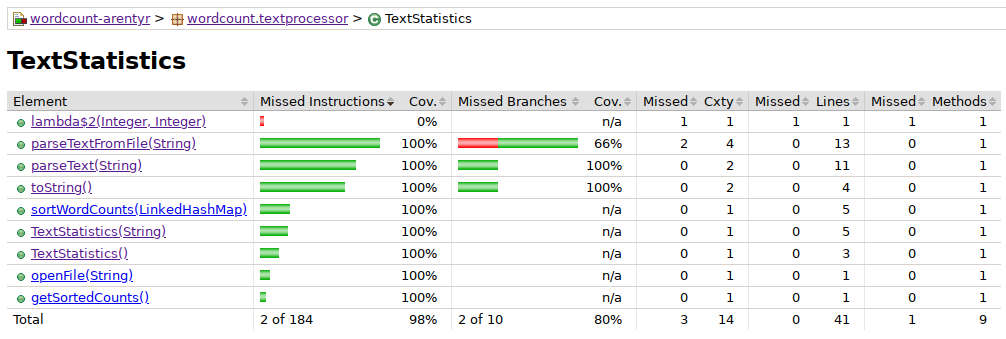 wordcount-arentyr > wordcount.textprocessor > TextStatistics
TextStatistics
Element Missed Instructions Cov. Missed Branches Cov. Missed Cxty Missed Lines Missed Methods
lambda$2(Integer, Integer) 0% n/a 1 1 1 1 1 1
parseTextFromFile(String) 100% 66% 2 4 0 13 0 1
parseText(String) 100% 100% 0 2 0 11 0 1
toString() 100% 100% 0 2 0 4 0 1
sortWordCounts(LinkedHashMap) 100% n/a 0 1 0 5 0 1
TextStatistics(String) 100% n/a 0 1 0 5 0 1
TextStatistics() 100% n/a 0 1 0 3 0 1
openFile(String) 100% n/a 0 1 0 1 0 1
getSortedCounts() 100% n/a 0 1 0 1 0 1
Total 2 of 184 98% 2 of 10 80% 3 14 0 41 1 9